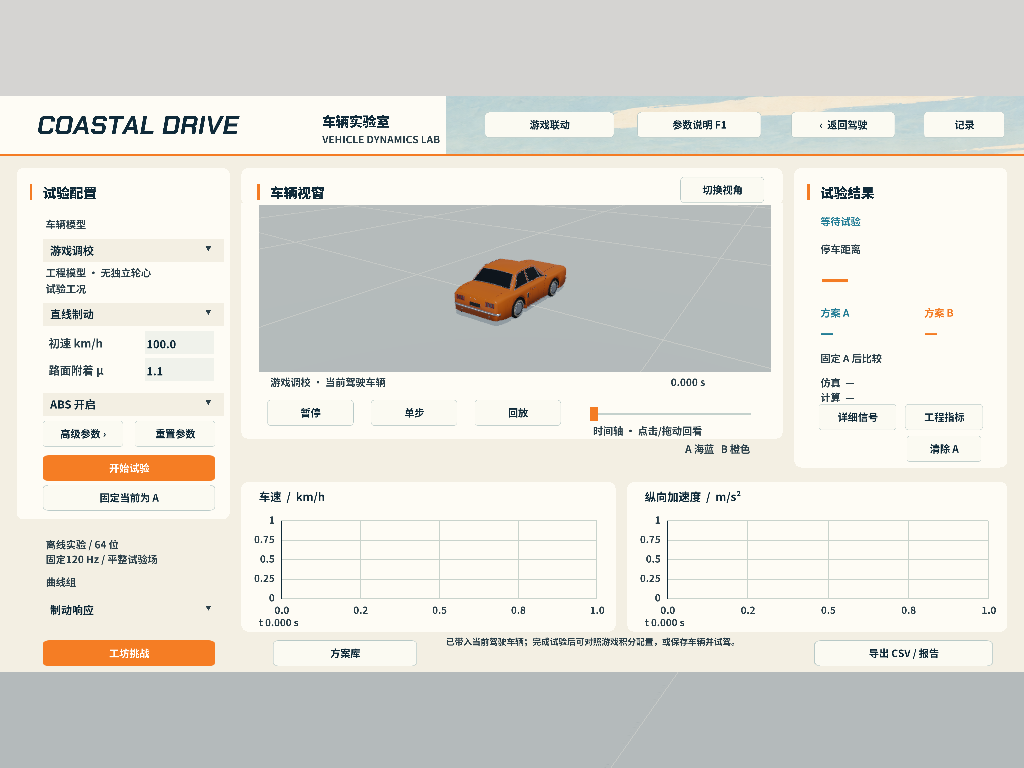 COASTAL DRIVE
车辆实验室
VEHICLE DYNAMICS LAB
游戏联动
参数说明 F1
‹ 返回驾驶
记录
试验配置
车辆模型
游戏调校
工程模型 · 无独立轮心
试验工况
直线制动
初速 km/h
100.0
路面附着 μ
1.1
ABS 开启
高级参数 ›
重置参数
开始试验
固定当前为 A
离线实验 / 64 位
固定120 Hz / 平整试验场
曲线组
制动响应
工坊挑战
车辆视窗
切换视角
游戏调校 · 当前驾驶车辆
0.000 s
暂停
单步
回放
时间轴 · 点击/拖动回看
A 海蓝 B 橙色
试验结果
等待试验
停车距离
—
方案 A
方案 B
—
—
固定 A 后比较
仿真 —
计算 —
详细信号
工程指标
清除 A
车速 / km/h
1
0.75
0.5
0.25
0
0.0
0.2
0.5
0.8
1.0
t 0.000 s
纵向加速度 / m/s²
1
0.75
0.5
0.25
0
0.0
0.2
0.5
0.8
1.0
t 0.000 s
方案库
已带入当前驾驶车辆；完成试验后可对照游戏积分配置，或保存车辆并试驾。
导出 CSV / 报告